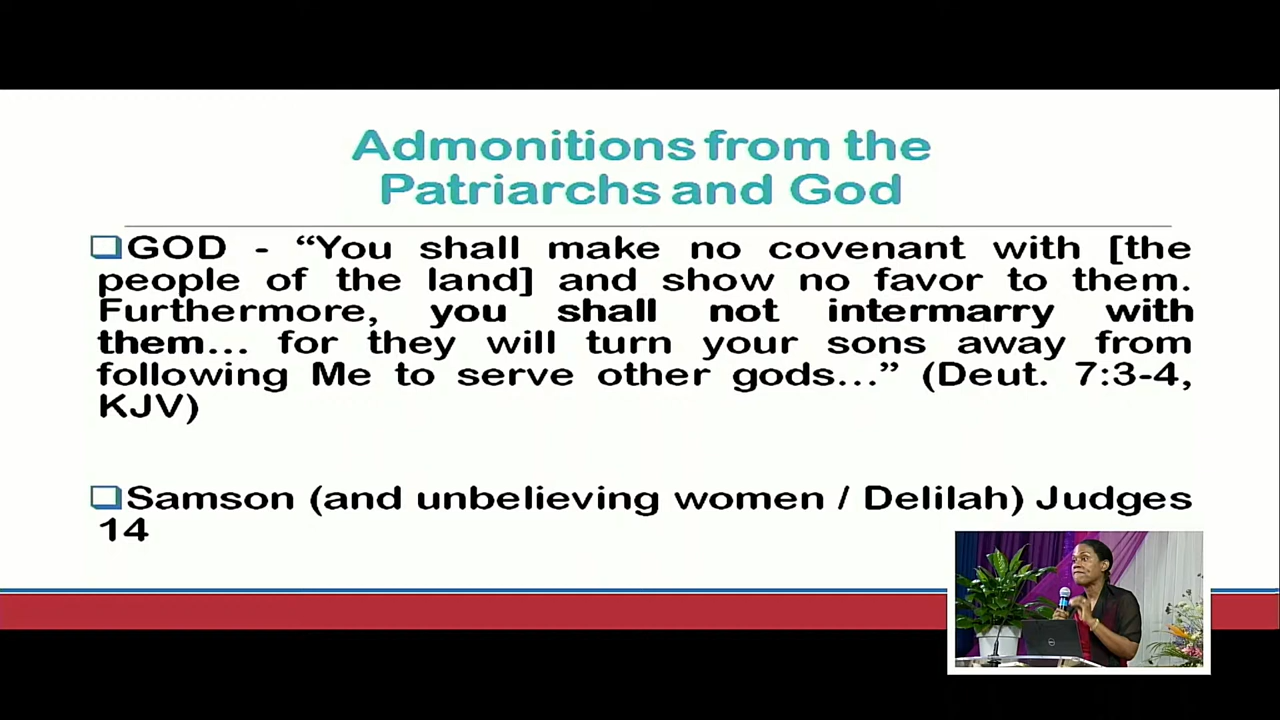 Admonitions from the
Patriarchs and God
GOD - “You shall make no covenant with [the
people of the land] and show no favor to them.
Furthermore, you shall not intermarry with
them... for they will turn your sons away from
following Me to serve other gods...” (Deut. 7:3-4,
KJV)
Samson (and unbelieving women / Delilah) Judges
14